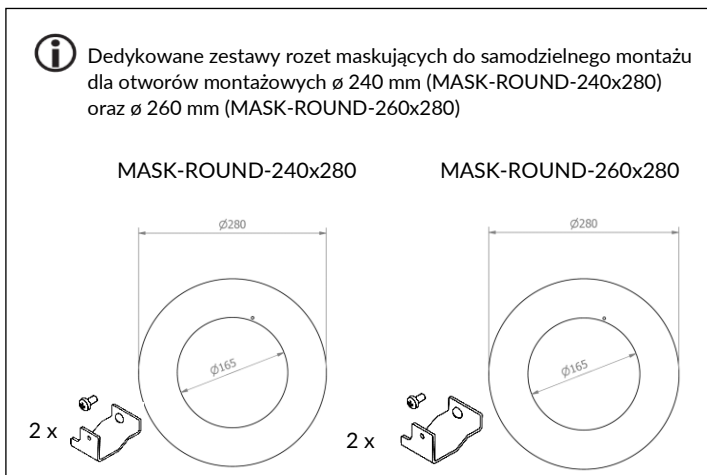 Dedykowane zestawy rozet maskujących do samodzielnego montażu
dla otworów montażowych ø 240 mm (MASK-ROUND-240x280)
oraz ø 260 mm (MASK-ROUND-260x280)
MASK-ROUND-240x280
MASK-ROUND-260x280
Ø280
Ø280
Ø165
Ø165
2 x
2 x